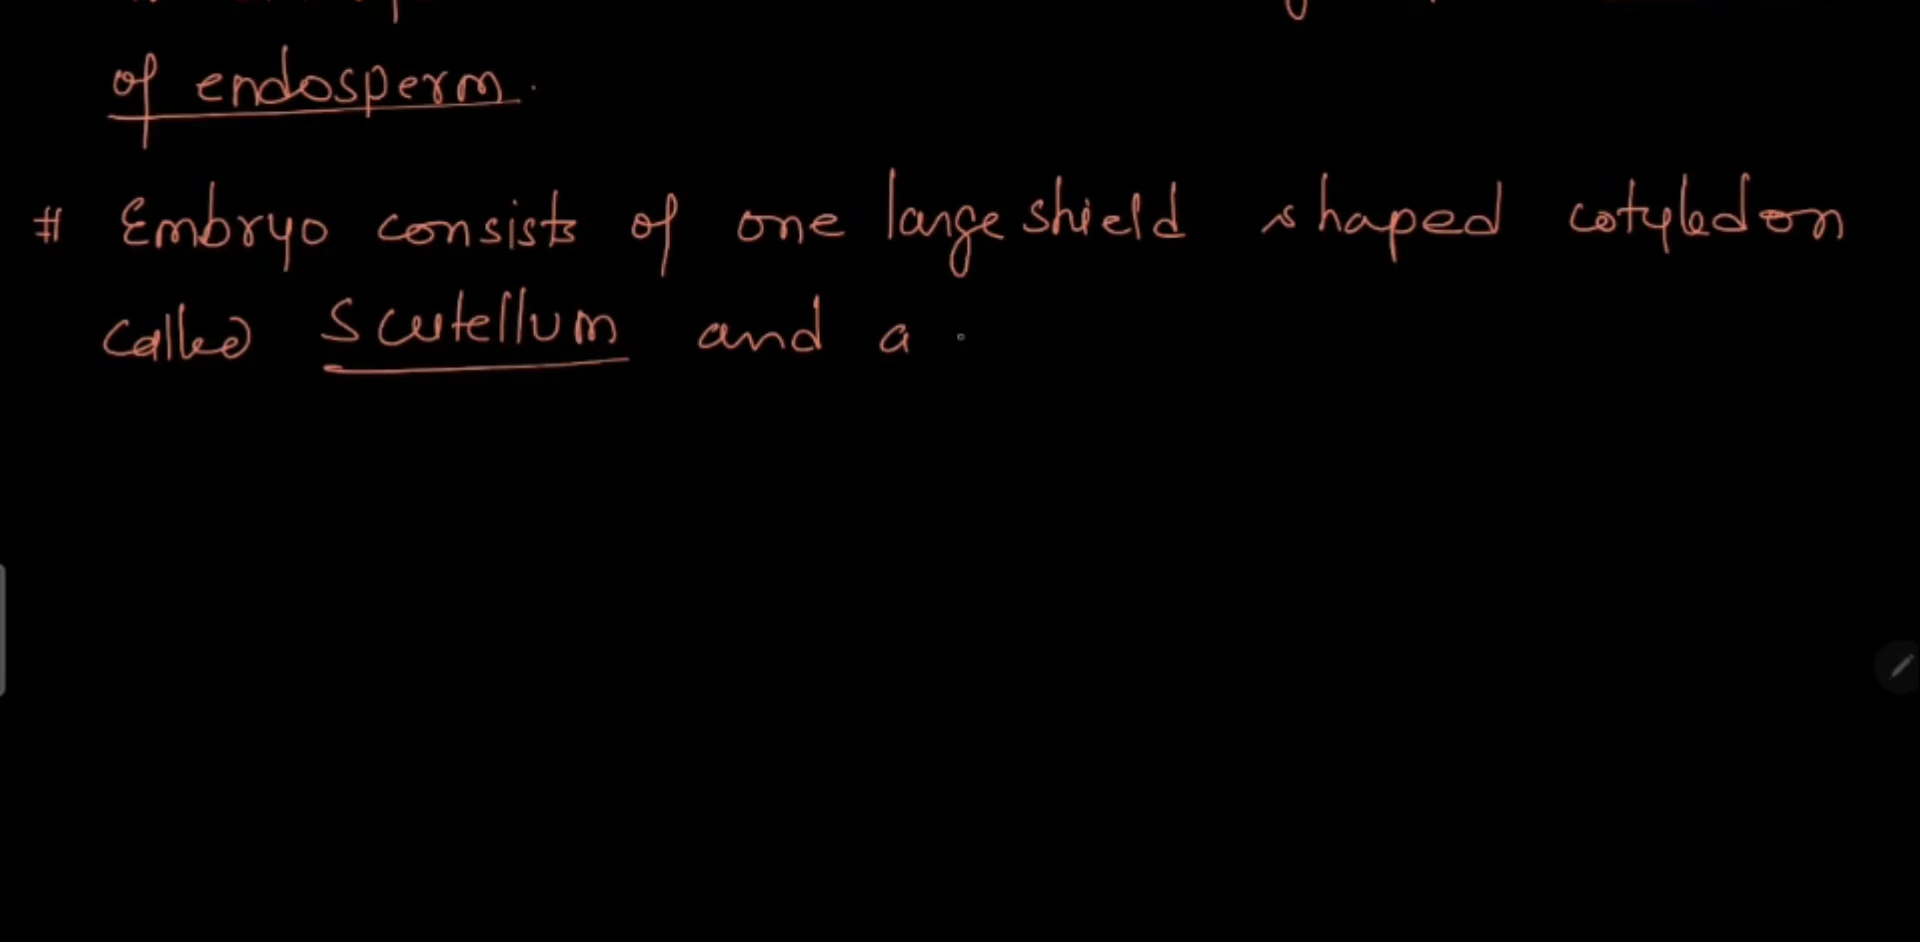 of endosperm.
# Embryo consists of one large shield shaped cotyledon
called Scutellum and a